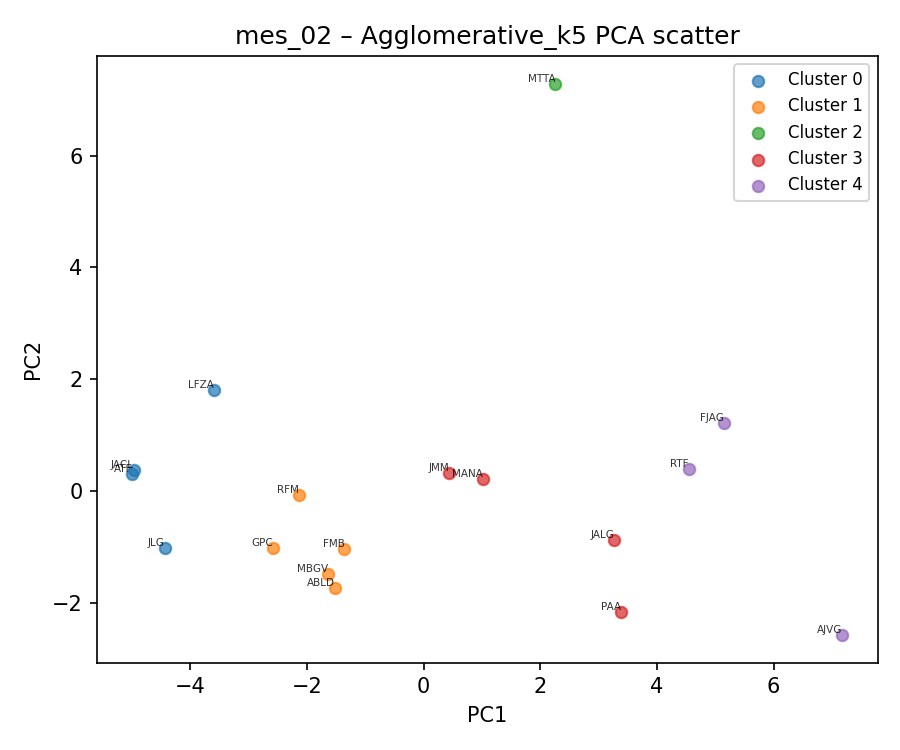 mes_02 – Agglomerative_k5 PCA scatter
MTTA
Cluster 0
Cluster 1
Cluster 2
Cluster 3
Cluster 4
6
4
2
0
−2
PC2
LFZA
JACL
JLG
RFM
GPC
FMB
MBGV
ABLD
JMM
MANA
FJAG
RTF
JALG
PAA
AJVG
−4
−2
0
2
4
6
PC1